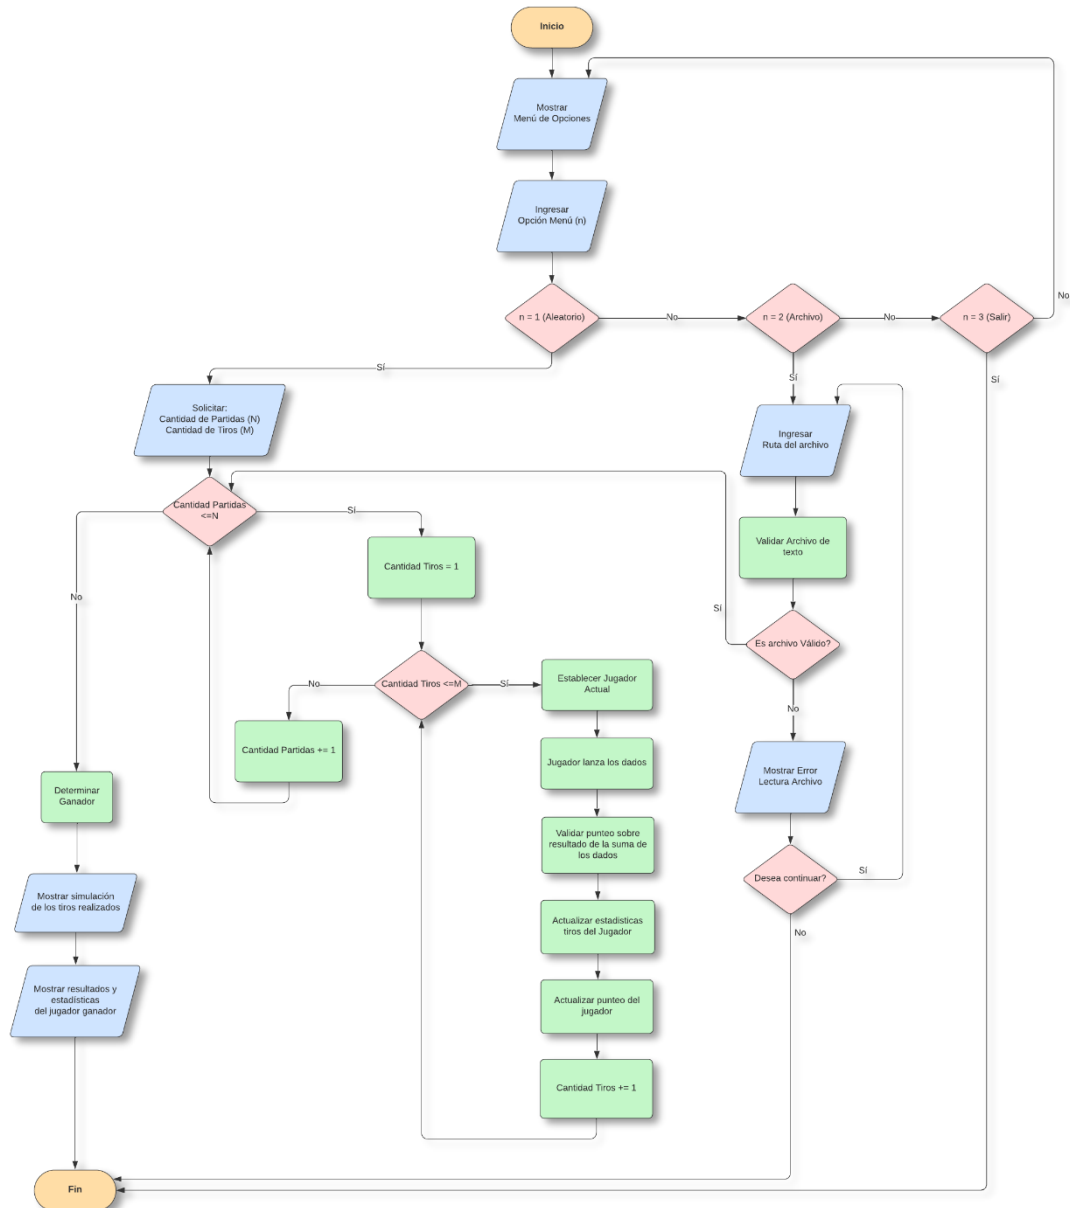 Inicio
Mostrar
Menú de Opciones
Ingresar
Opción Menú (n)
n = 1 (Aleatorio)
No
n = 2 (Archivo)
No
n = 3 (Salir)
No
Sí
Sí
Sí
Solicitar:
Cantidad de Partidas (N)
Cantidad de Tiros (M)
Ingresar
Ruta del archivo
Cantidad Partidas
<=N
Sí
No
Cantidad Tiros = 1
Validar Archivo de
texto
Sí
Es archivo Válido?
No
Cantidad Tiros <=M
No
Sí
Cantidad Partidas += 1
Establecer Jugador
Actual
Jugador lanza los dados
Validar punteo sobre
resultado de la suma de
los dados
Actualizar estadisticas
tiros del Jugador
Actualizar punteo del
jugador
Cantidad Tiros += 1
Mostrar Error
Lectura Archivo
Desea continuar?
Sí
No
Determinar
Ganador
Mostrar simulación
de los tiros realizados
Mostrar resultados y
estadísticas
del jugador ganador
Fin